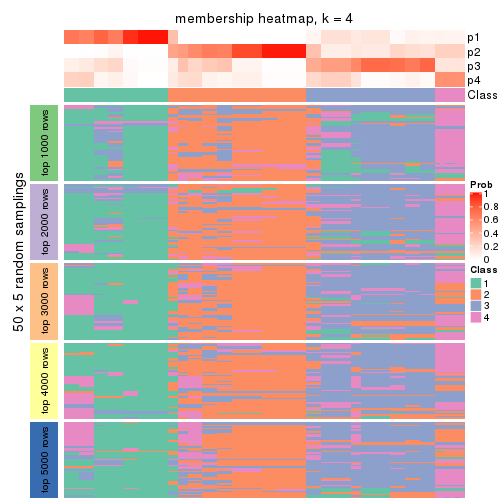 membership heatmap, k = 4
p1
p2
p3
p4
Class
50 x 5 random samplings
top 1000 rows
top 2000 rows
top 3000 rows
top 4000 rows
top 5000 rows
Prob
1
0.8
0.6
0.4
0.2
0
Class
1
2
3
4